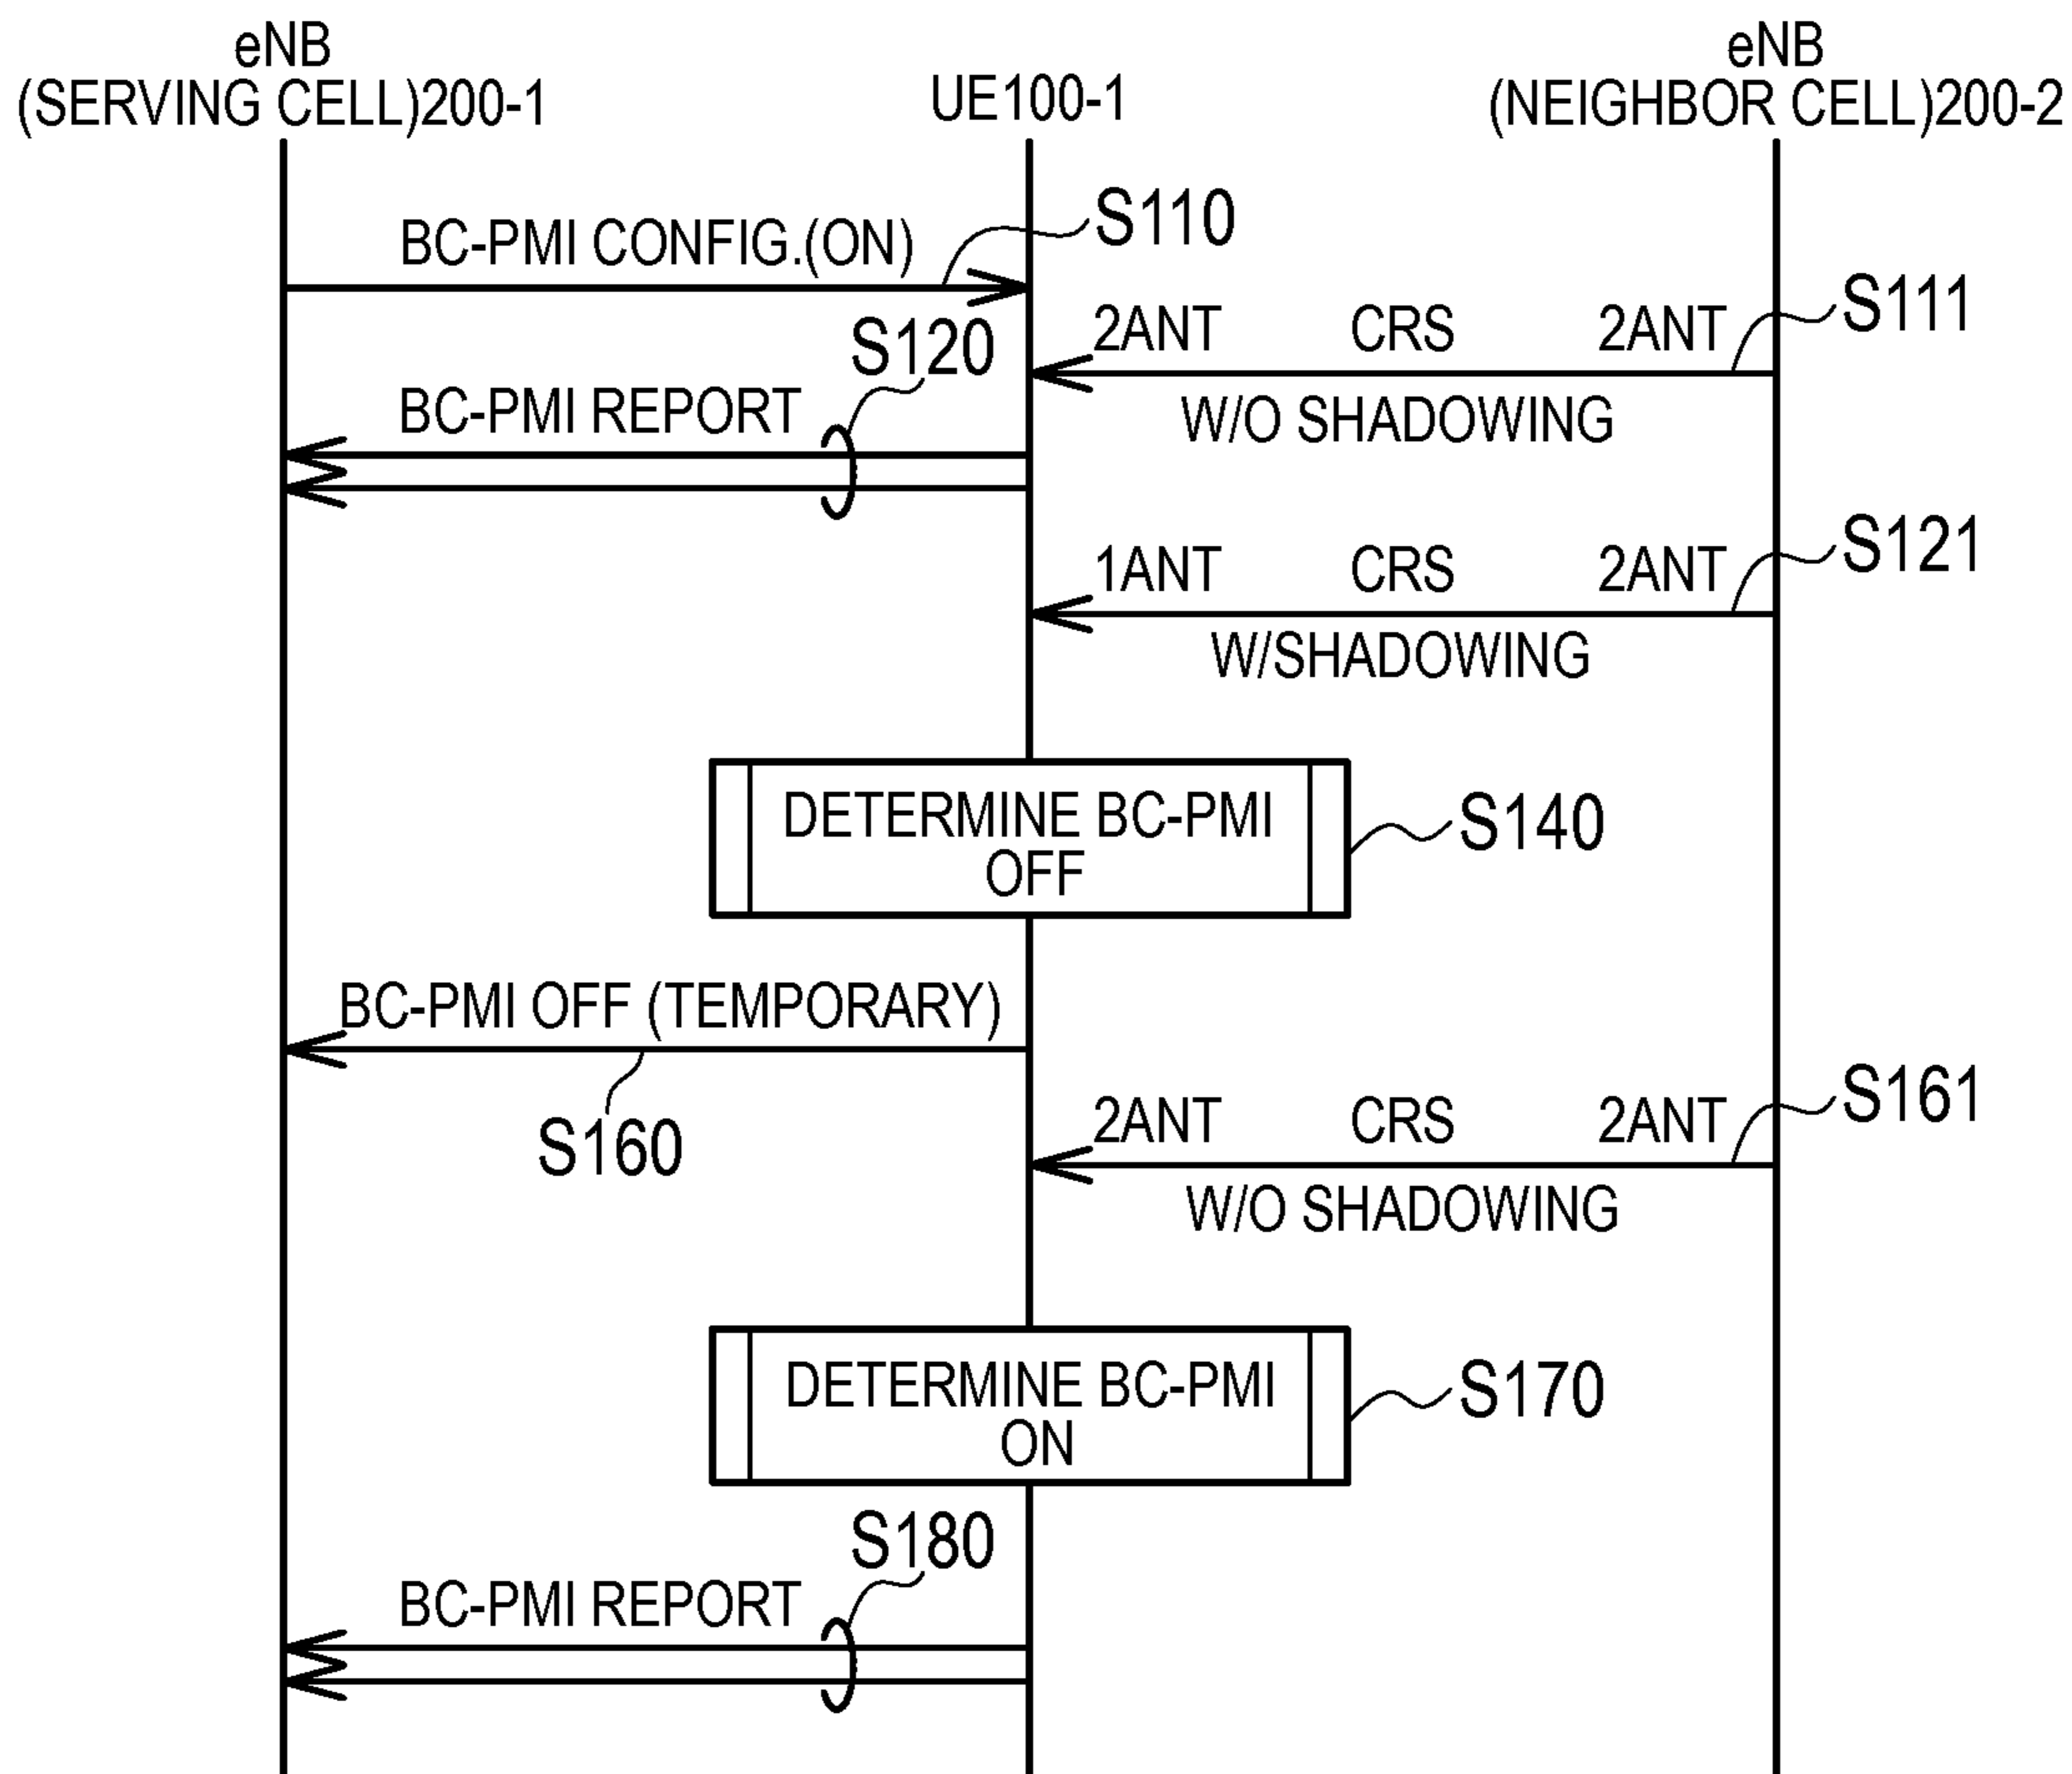 eNB
(SERVING CELL)200-1
UE100-1
eNB
(NEIGHBOR CELL)200-2
BC-PMI CONFIG.(ON)
S110
2ANT CRS 2ANT
S111
W/O SHADOWING
S120
BC-PMI REPORT
1ANT CRS 2ANT
S121
W/SHADOWING
DETERMINE BC-PMI
OFF
S140
BC-PMI OFF (TEMPORARY)
S160
2ANT CRS 2ANT
S161
W/O SHADOWING
DETERMINE BC-PMI
ON
S170
S180
BC-PMI REPORT